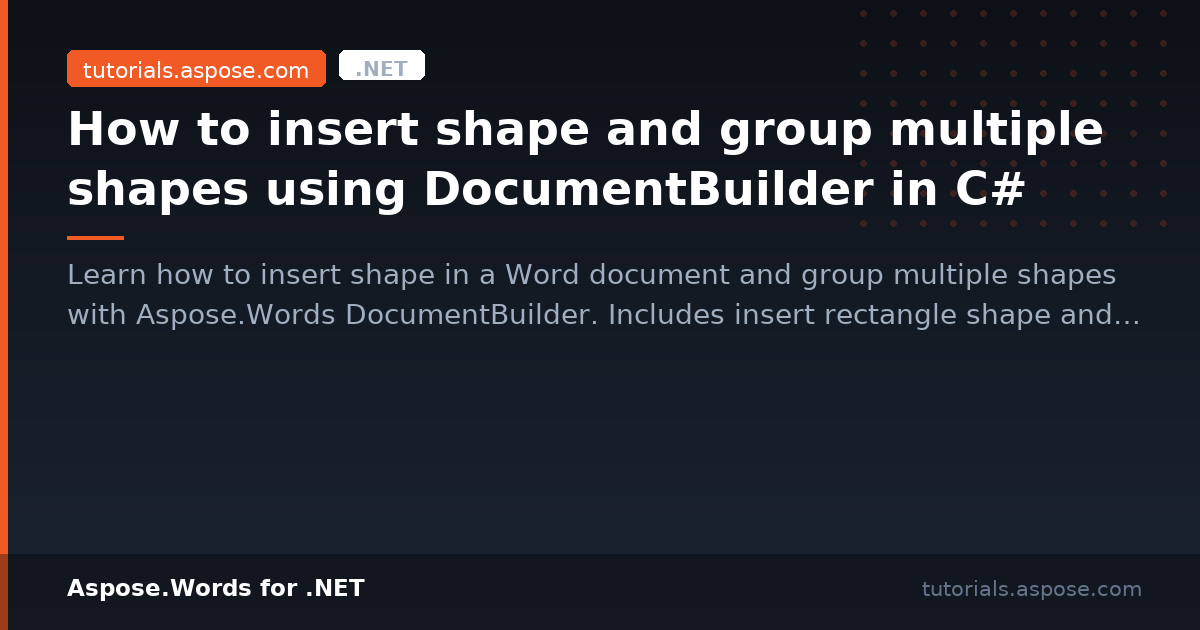 tutorials.aspose.com
.NET
How to insert shape and group multiple
shapes using DocumentBuilder in C#
Learn how to insert shape in a Word document and group multiple shapes
with Aspose.Words DocumentBuilder. Includes insert rectangle shape and...
Aspose.Words for .NET
tutorials.aspose.com